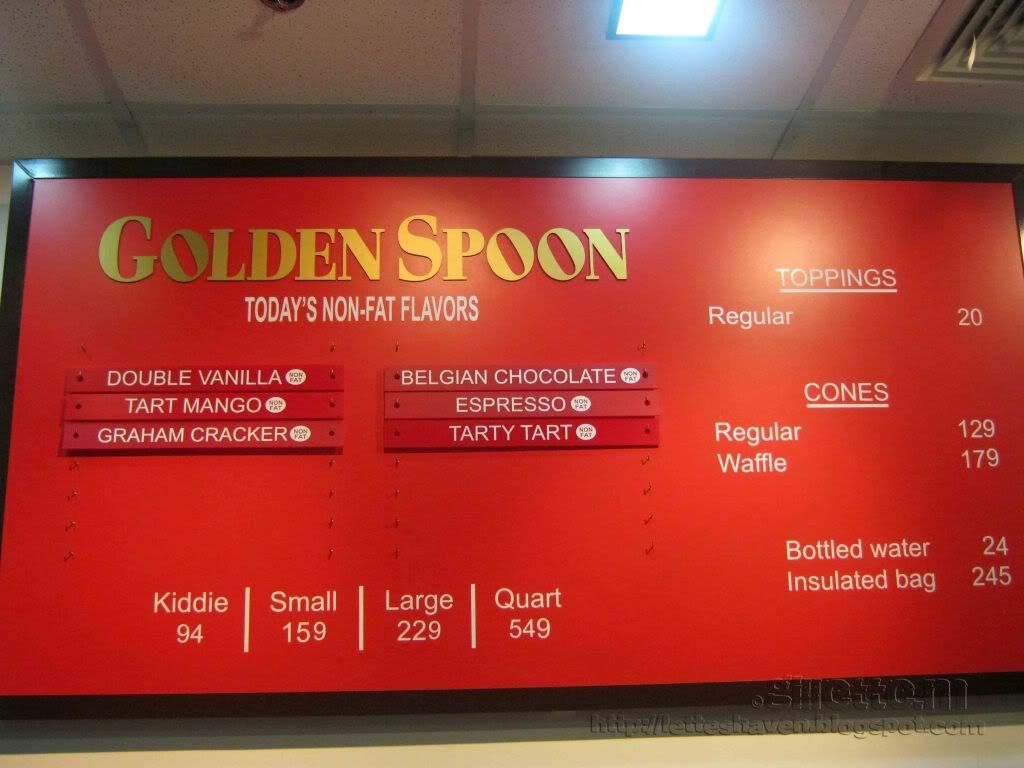 GOLDEN SPOON
TODAY'S NON-FAT FLAVORS
DOUBLE VANILLA NON FAT
TART MANGO NON FAT
GRAHAM CRACKER NON FAT
BELGIAN CHOCOLATE NON FAT
ESPRESSO NON FAT
TARTY TART NON FAT
Kiddie Small Large Quart
94 159 229 549
TOPPINGS
Regular 20
CONES
Regular 129
Waffle 179
Bottled water 24
Insulated bag 245
.gillette.m
http://letteshaven.blogspot.com